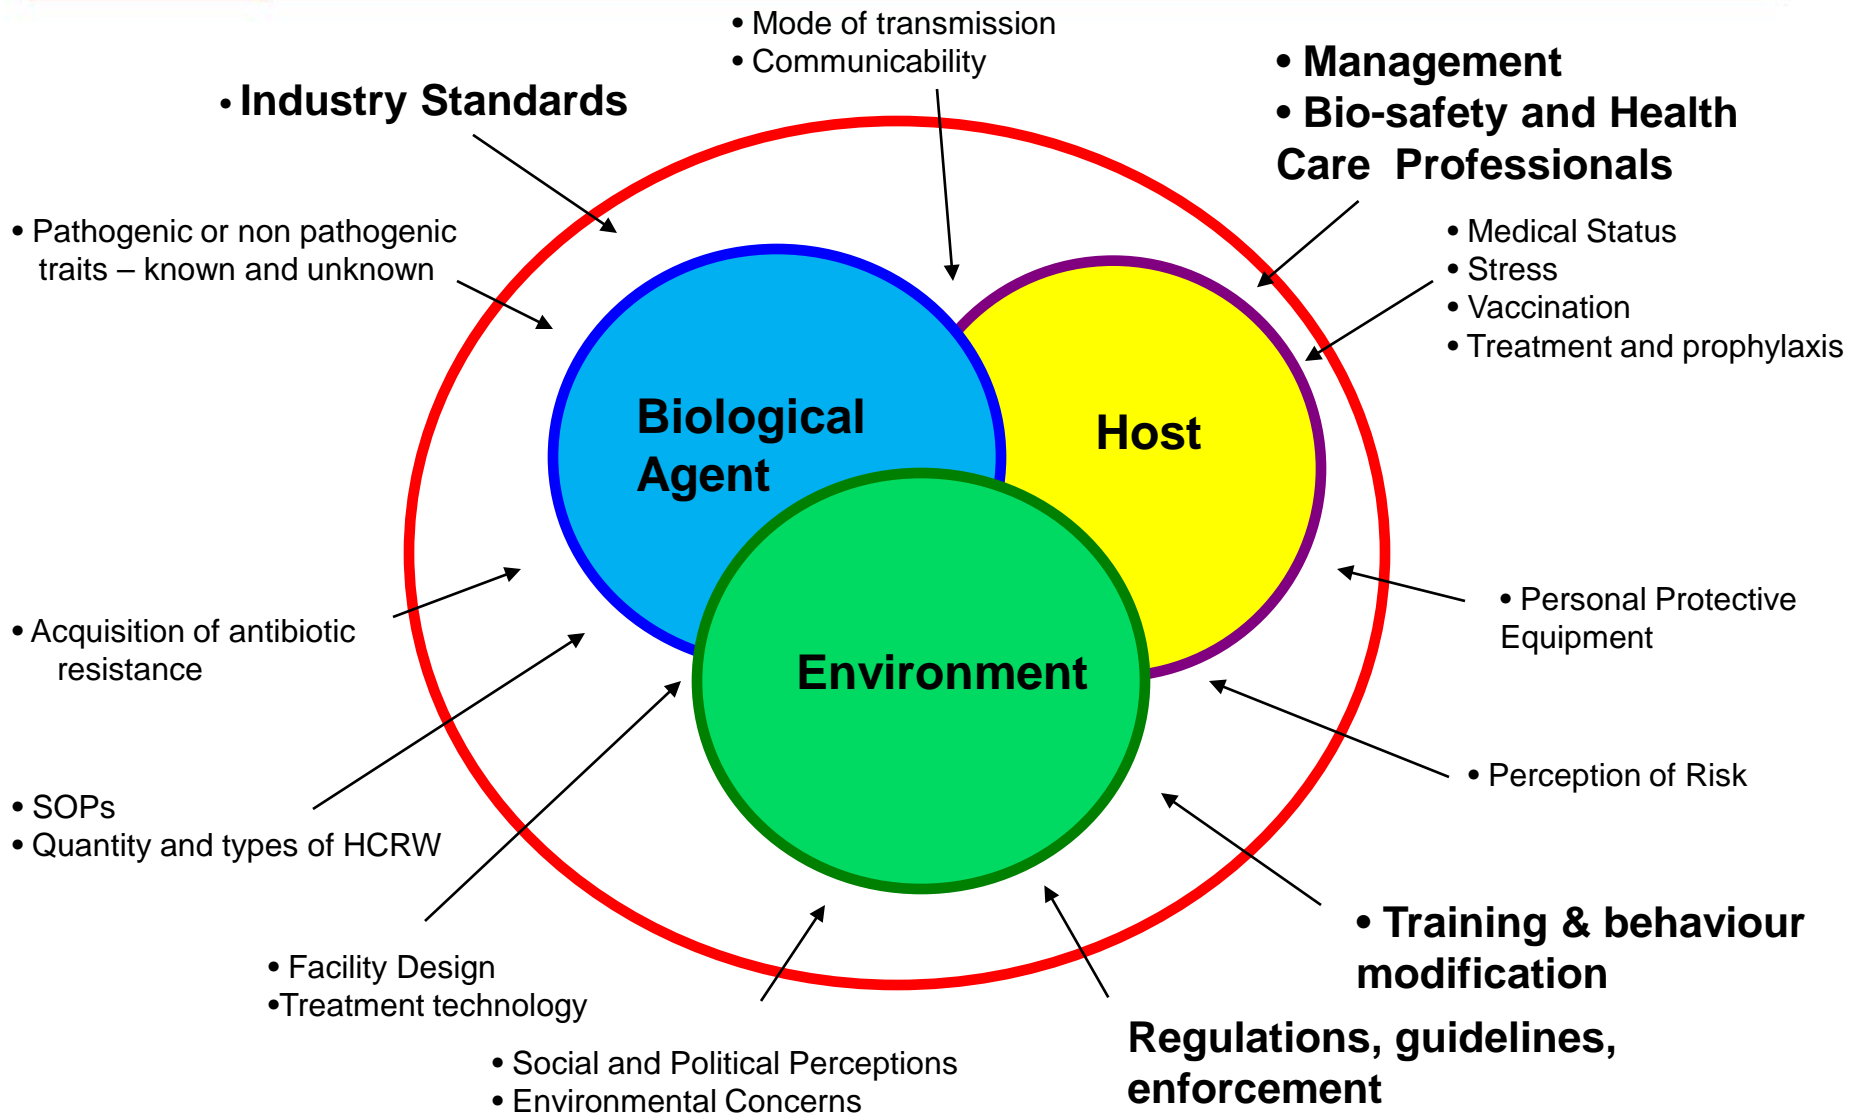 • Mode of transmission
• Communicability
• Industry Standards
• Management
• Bio-safety and Health
Care Professionals
• Pathogenic or non pathogenic
traits – known and unknown
• Medical Status
• Stress
• Vaccination
• Treatment and prophylaxis
Biological
Agent
Host
Environment
• Acquisition of antibiotic
resistance
• Personal Protective
Equipment
• Perception of Risk
• SOPs
• Quantity and types of HCRW
• Training & behaviour
modification
• Facility Design
•Treatment technology
Regulations, guidelines,
enforcement
• Social and Political Perceptions
• Environmental Concerns